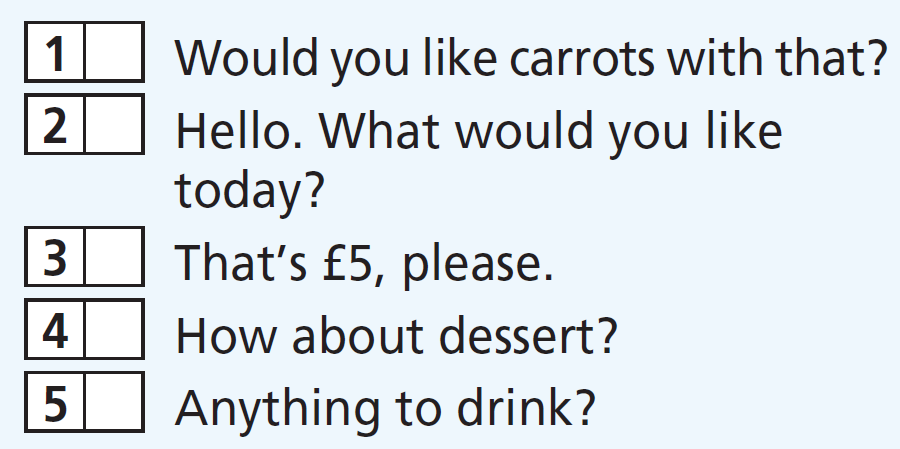 1 Would you like carrots with that?
2 Hello. What would you like
today?
3 That's £5, please.
4 How about dessert?
5 Anything to drink?